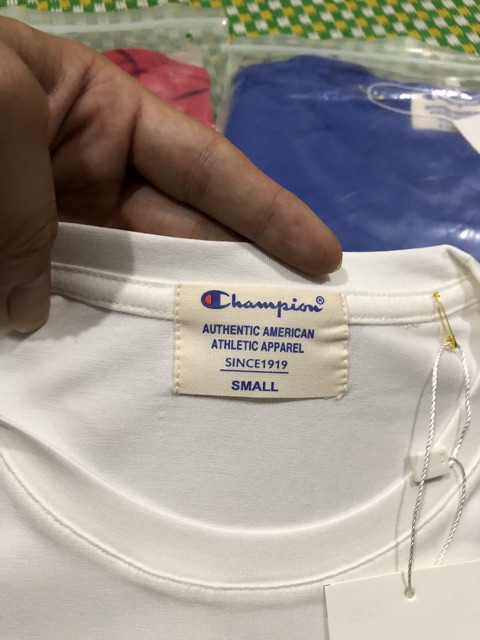 Champion®
AUTHENTIC AMERICAN
ATHLETIC APPAREL
SINCE1919
SMALL